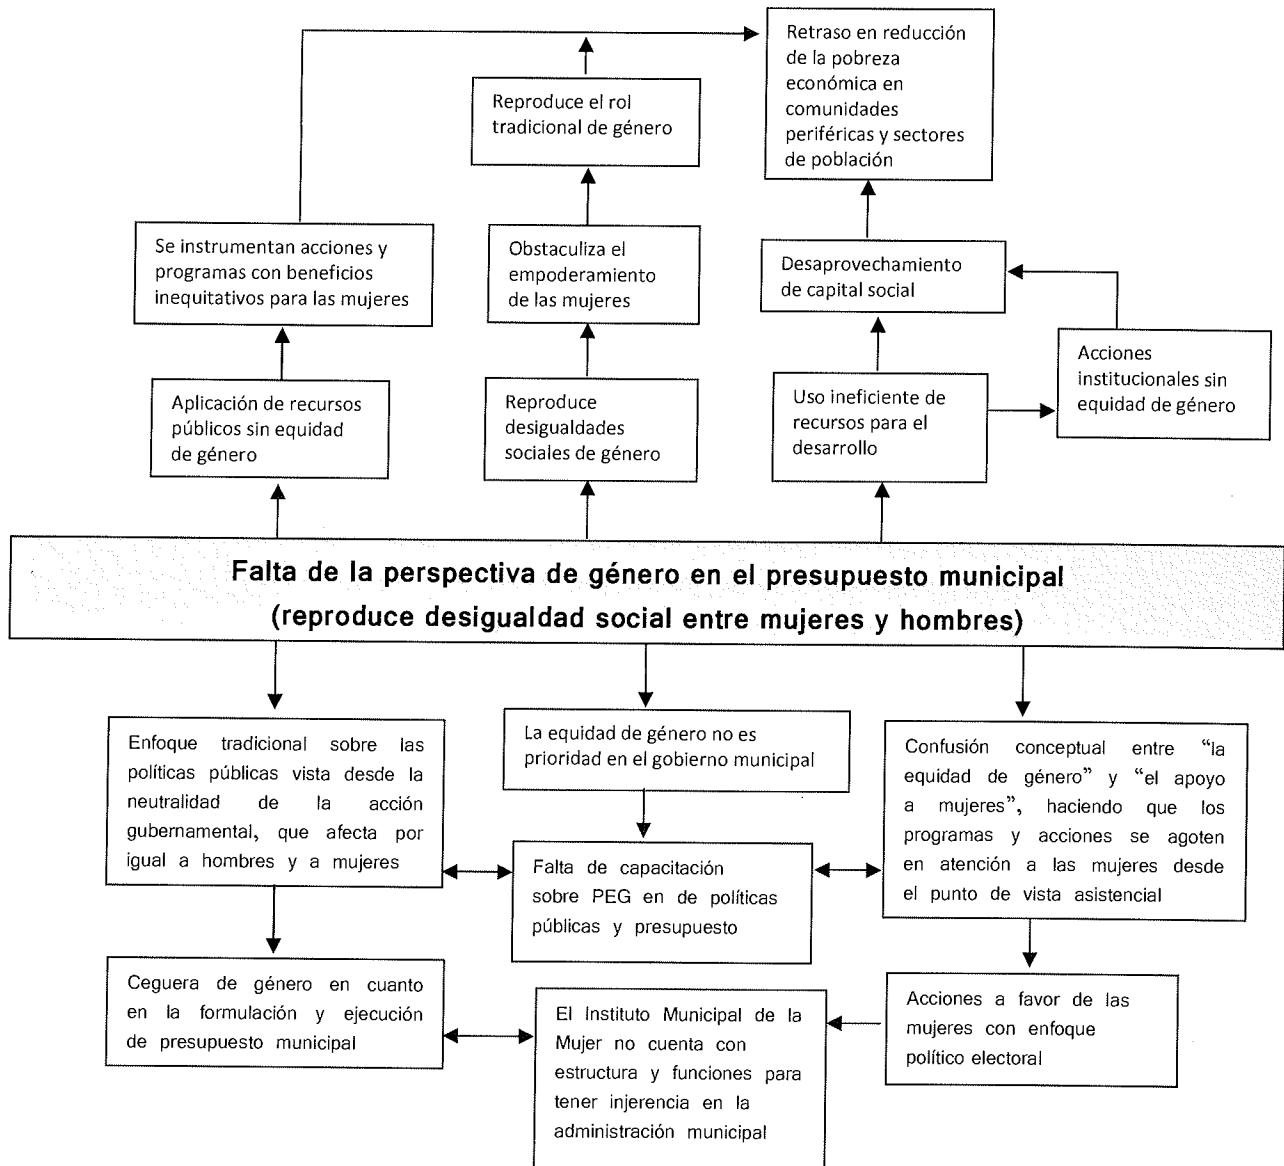 Retraso en reducción
de la pobreza
económica en
comunidades
periféricas y sectores
de población
Reproduce el rol
tradicional de género
Se instrumentan acciones y
programas con beneficios
inequitativos para las mujeres
Obstaculiza el
empoderamiento
de las mujeres
Desaprovechamiento
de capital social
Acciones
institucionales sin
equidad de género
Aplicación de recursos
públicos sin equidad
de género
Reproduce
desigualdades
sociales de género
Uso ineficiente de
recursos para el
desarrollo
Falta de la perspectiva de género en el presupuesto municipal
(reproduce desigualdad social entre mujeres y hombres)
Enfoque tradicional sobre las
políticas públicas vista desde la
neutralidad de la acción
gubernamental, que afecta por
igual a hombres y a mujeres
La equidad de género no es
prioridad en el gobierno municipal
Confusión conceptual entre “la
equidad de género” y “el apoyo
a mujeres”, haciendo que los
programas y acciones se agoten
en atención a las mujeres desde
el punto de vista asistencial
Falta de capacitación
sobre PEG en de políticas
públicas y presupuesto
Ceguera de género en cuanto
en la formulación y ejecución
de presupuesto municipal
El Instituto Municipal de la
Mujer no cuenta con
estructura y funciones para
tener injerencia en la
administración municipal
Acciones a favor de las
mujeres con enfoque
político electoral